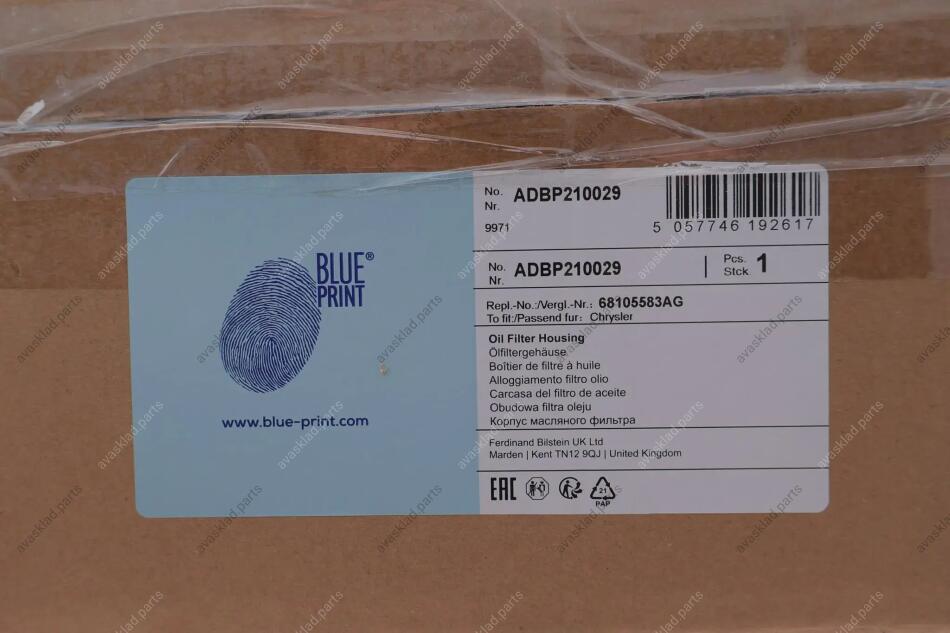 BLUE®
PRINT
www.blue-print.com
No. ADBP210029
Nr.
9971
5 057746 192617
No. ADBP210029
Nr.
Pcs. 1
Stck.
Repl.-No.:/Vergl.-Nr.: 68105583AG
To fit:/Passend fur: Chrysler
Oil Filter Housing
Ölfiltergehäuse
Boîtier de filtre à huile
Alloggiamento filtro olio
Carcasa del filtro de aceite
Obudowa filtra oleju
Корпус масляного фильтра
Ferdinand Bilstein UK Ltd
Marden | Kent TN12 9QJ | United Kingdom
EAC
21
PAP
avasklad.parts